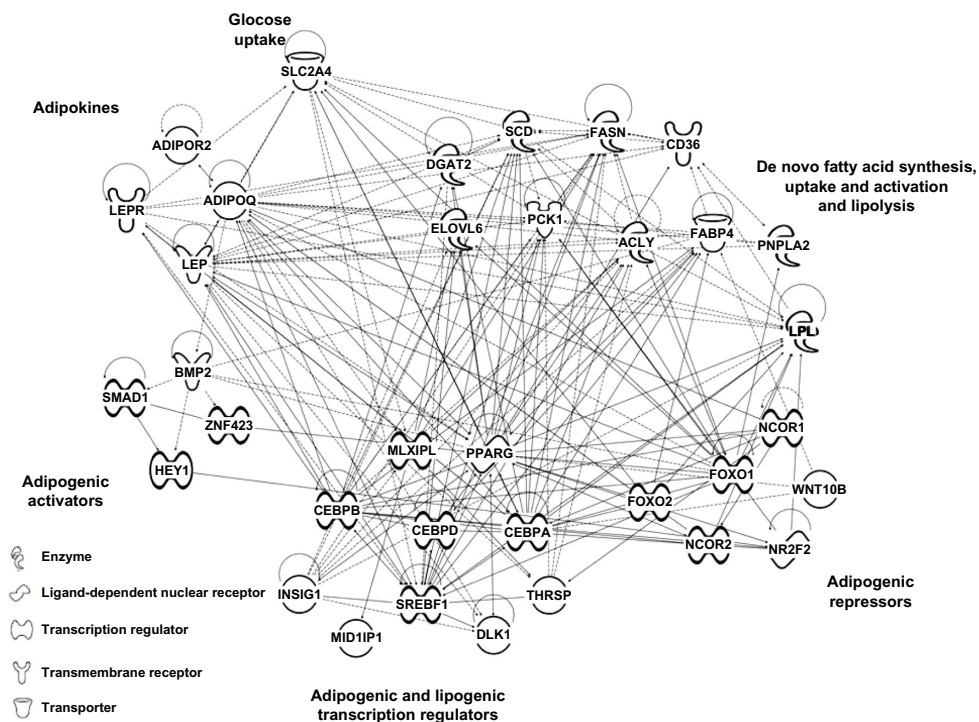 Glucose
uptake
SLC2A4
Adipokines
ADIPOR2
SCD
FASN
CD36
DGAT2
De novo fatty acid synthesis,
uptake and activation
and lipolysis
LEPR
ADIPOQ
ELOVL6
PCK1
ACLY
FABP4
PNPLA2
LEP
LPL
BMP2
SMAD1
ZNF423
NCOR1
MLXIPL
PPARG
HEY1
FOXO1
WNT10B
Adipogenic
activators
CEBPB
FOXO2
CEBPD
CEBPA
NCOR2
NR2F2
Enzyme
Ligand-dependent nuclear receptor
INSIG1
SREBF1
THRSP
Adipogenic
repressors
Transcription regulator
MID1IP1
DLK1
Transmembrane receptor
Transporter
Adipogenic and lipogenic
transcription regulators